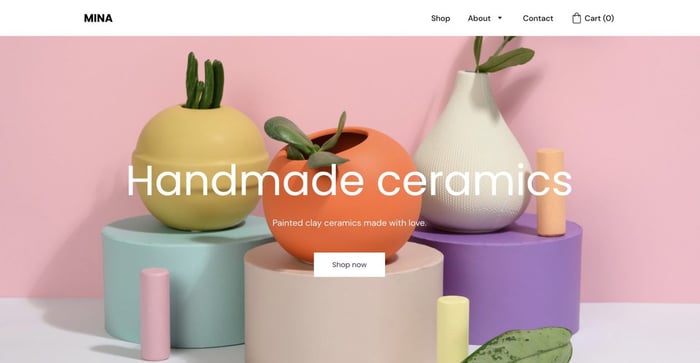 MINA
Shop
About
Contact
Cart (0)
Handmade ceramics
Painted clay ceramics made with love.
Shop now